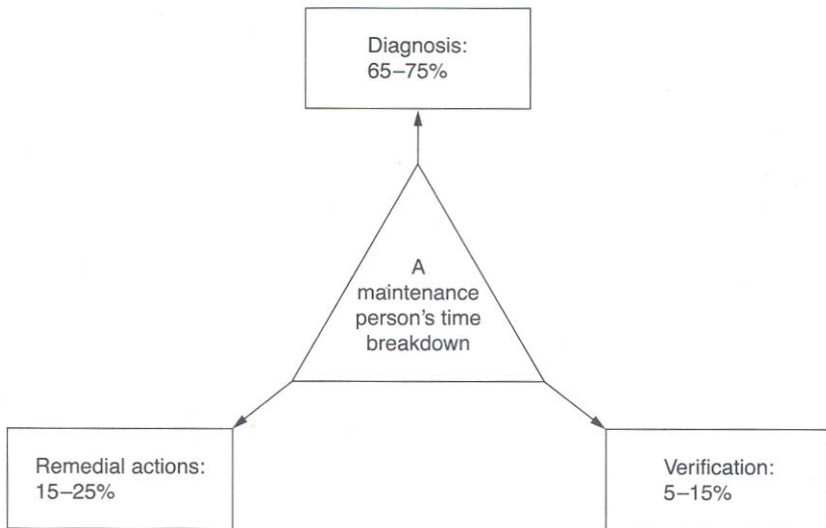 Diagnosis:
65–75%
A
maintenance
person's time
breakdown
Remedial actions:
15–25%
Verification:
5–15%